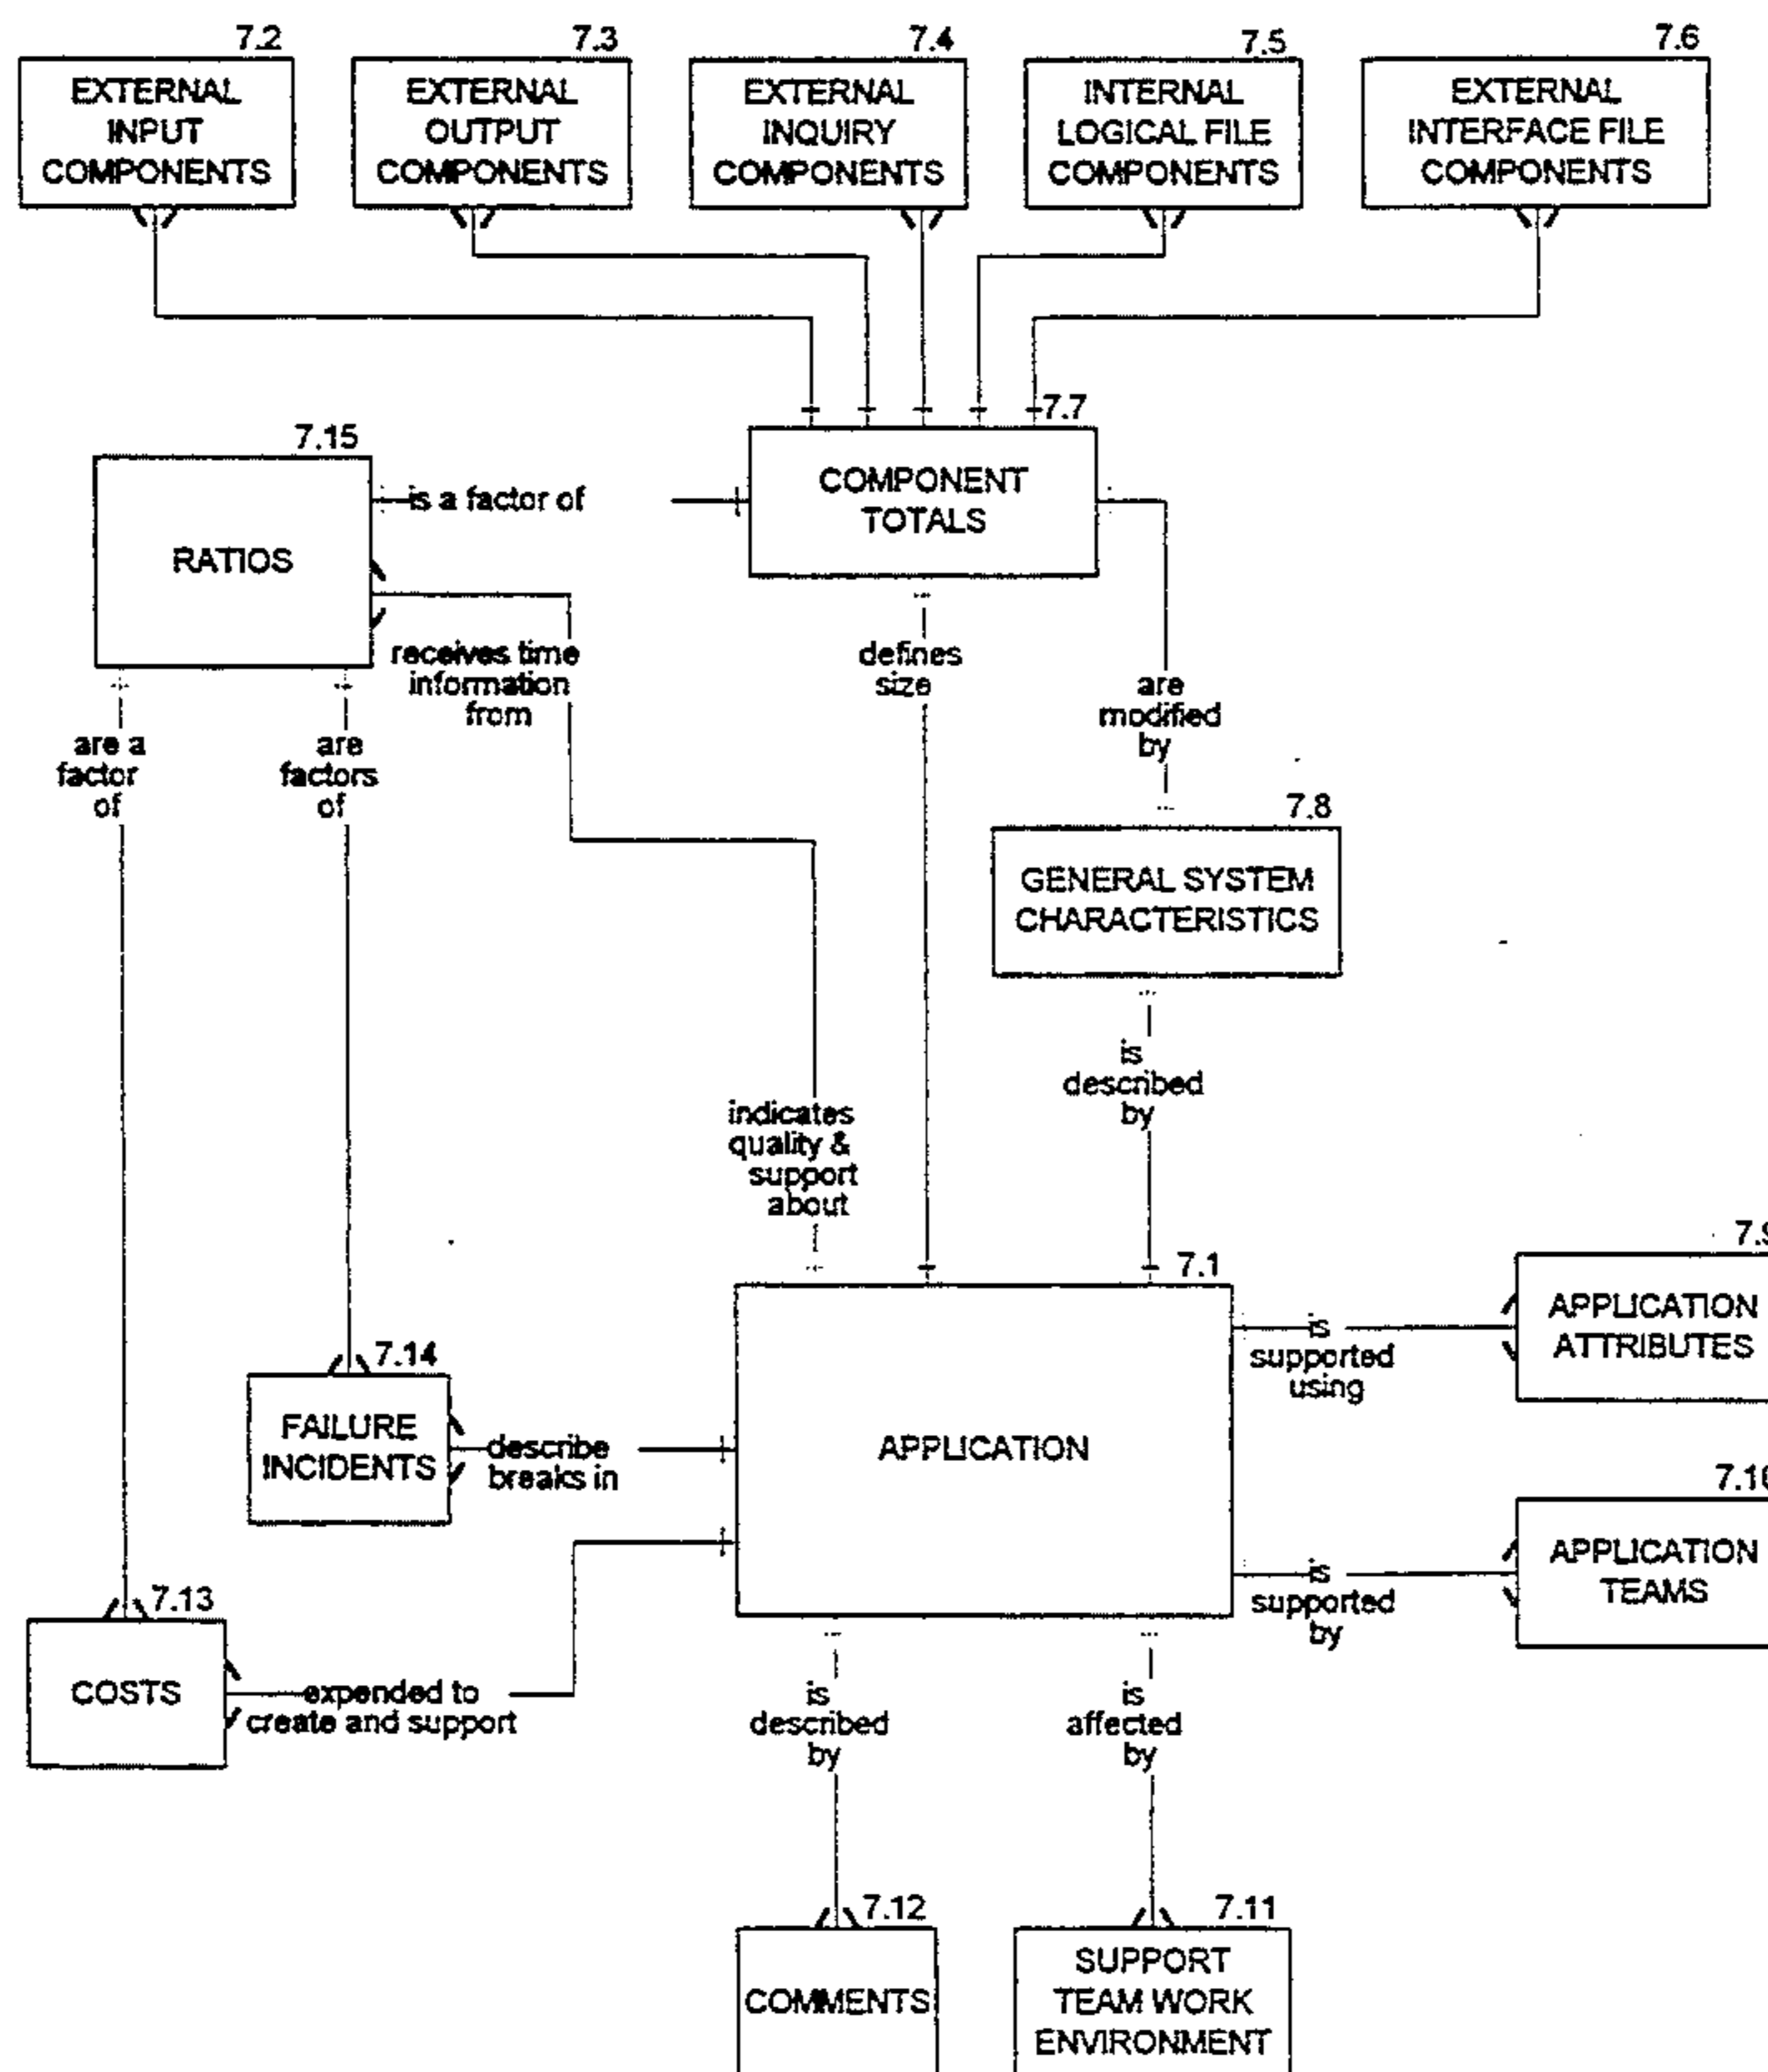 7.2
EXTERNAL
INPUT
COMPONENTS
7.3
EXTERNAL
OUTPUT
COMPONENTS
7.4
EXTERNAL
INQUIRY
COMPONENTS
7.5
INTERNAL
LOGICAL FILE
COMPONENTS
7.6
EXTERNAL
INTERFACE FILE
COMPONENTS
7.7
COMPONENT
TOTALS
7.15
RATIOS
is a factor of
receives time
information
from
defines
size
are
modified
by
are a
factor
of
are
factors
of
7.8
GENERAL SYSTEM
CHARACTERISTICS
is
described
by
indicates
quality &
support
about
7.1
APPLICATION
7.9
APPLICATION
ATTRIBUTES
is
supported
using
7.14
FAILURE
INCIDENTS
describe
breaks in
7.10
APPLICATION
TEAMS
is
supported
by
7.13
COSTS
expended to
create and support
is
described
by
is
affected
by
7.12
COMMENTS
7.11
SUPPORT
TEAM WORK
ENVIRONMENT